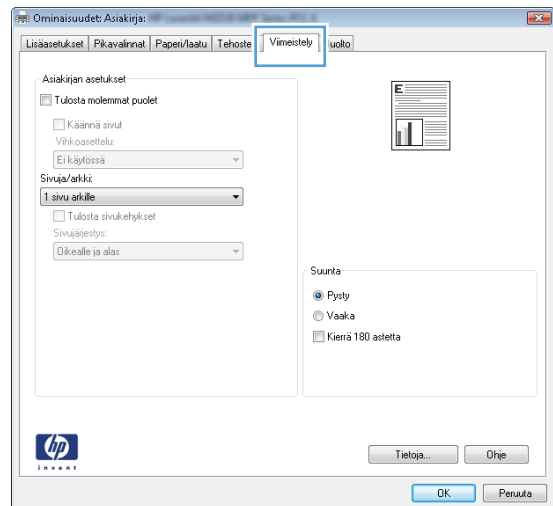 Ominaisuudet: Asiakirja:
Lisäasetukset Pikavalinnat Paperi/laatu Tehoste Viimeistely uolto
Asiakirjan asetukset
Tulosta molemmat puolet
Käännä sivut
Vihkoasettelu:
Ei käytössä
Sivuja/arkki:
1 sivu arkille
Tulosta sivukehykset
Sivujärjestys:
Oikealle ja alas
E
Suunta
Pysty
Vaaka
Kierrä 180 astetta
hp
invent
Tietoja... Ohje
OK Peruuta